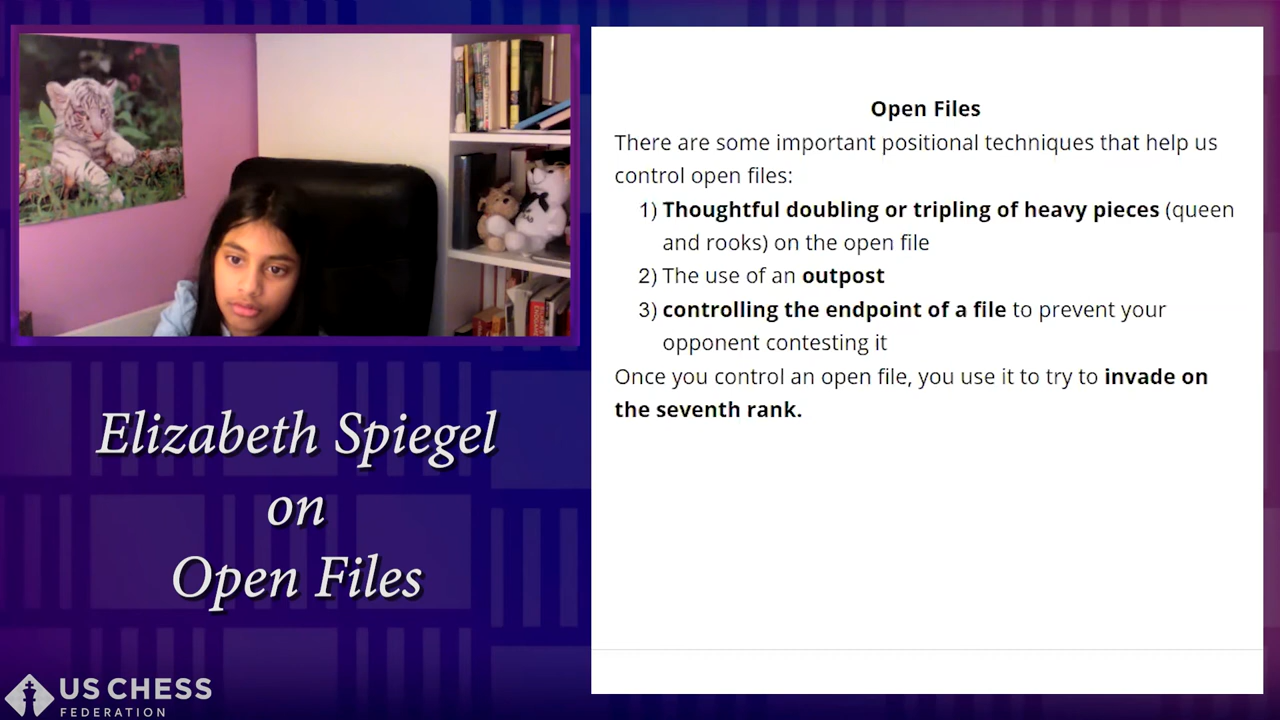 Open Files
There are some important positional techniques that help us
control open files:
1) Thoughtful doubling or tripling of heavy pieces (queen
and rooks) on the open file
2) The use of an outpost
3) controlling the endpoint of a file to prevent your
opponent contesting it
Once you control an open file, you use it to try to invade on
the seventh rank.
Elizabeth Spiegel
on
Open Files
US CHESS
FEDERATION